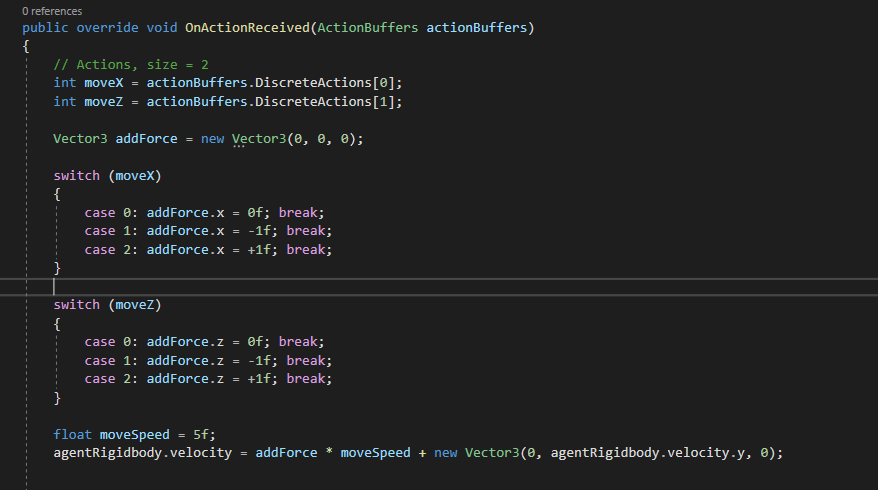 0 references
public override void OnActionReceived(ActionBuffers actionBuffers)
{
// Actions, size = 2
int moveX = actionBuffers.DiscreteActions[0];
int moveZ = actionBuffers.DiscreteActions[1];
Vector3 addForce = new Vector3(0, 0, 0);
switch (moveX)
{
case 0: addForce.x = 0f; break;
case 1: addForce.x = -1f; break;
case 2: addForce.x = +1f; break;
}
switch (moveZ)
{
case 0: addForce.z = 0f; break;
case 1: addForce.z = -1f; break;
case 2: addForce.z = +1f; break;
}
float moveSpeed = 5f;
agentRigidbody.velocity = addForce * moveSpeed + new Vector3(0, agentRigidbody.velocity.y, 0);